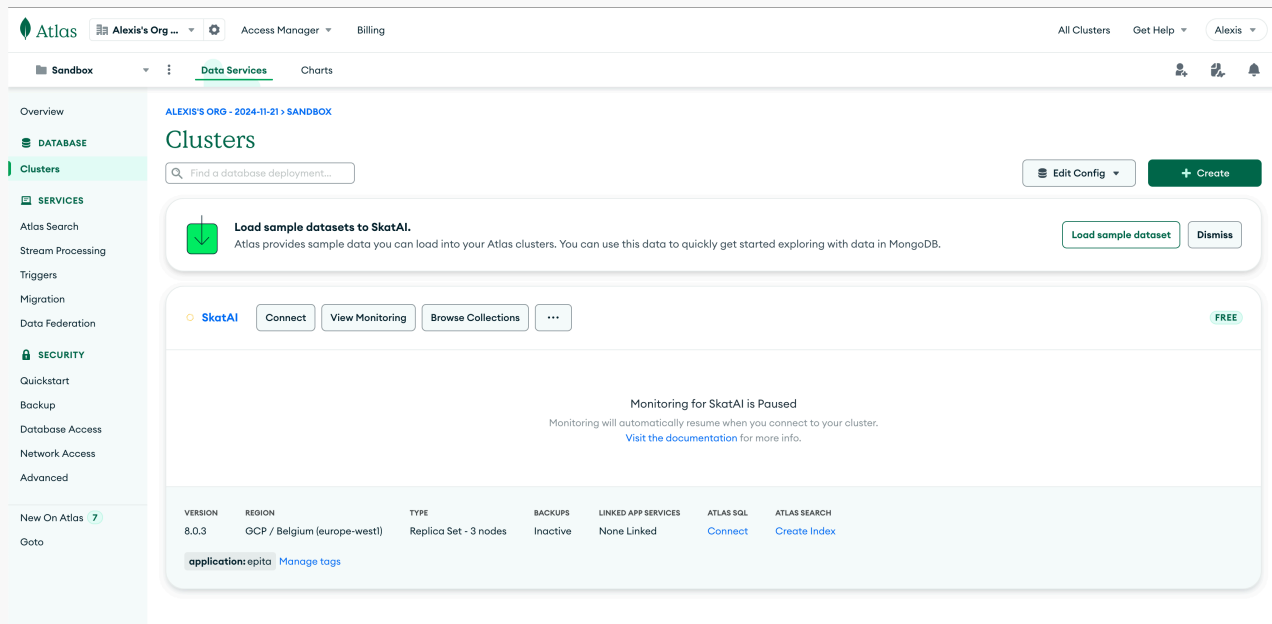 Atlas Alexis's Org ... Access Manager Billing All Clusters Get Help Alexis
Sandbox Data Services Charts
Overview
DATABASE
Clusters
SERVICES
Atlas Search
Stream Processing
Triggers
Migration
Data Federation
SECURITY
Quickstart
Backup
Database Access
Network Access
Advanced
New On Atlas 7
Goto
ALEXIS'S ORG - 2024-11-21 > SANDBOX
Clusters
Find a database deployment...
Edit Config
+ Create
Load sample datasets to SkatAI.
Atlas provides sample data you can load into your Atlas clusters. You can use this data to quickly get started exploring with data in MongoDB.
Load sample dataset Dismiss
SkatAI Connect View Monitoring Browse Collections ... FREE
Monitoring for SkatAI is Paused
Monitoring will automatically resume when you connect to your cluster.
Visit the documentation for more info.
VERSION REGION TYPE BACKUPS LINKED APP SERVICES ATLAS SQL ATLAS SEARCH
8.0.3 GCP / Belgium (europe-west1) Replica Set - 3 nodes Inactive None Linked Connect Create Index
application: epita Manage tags